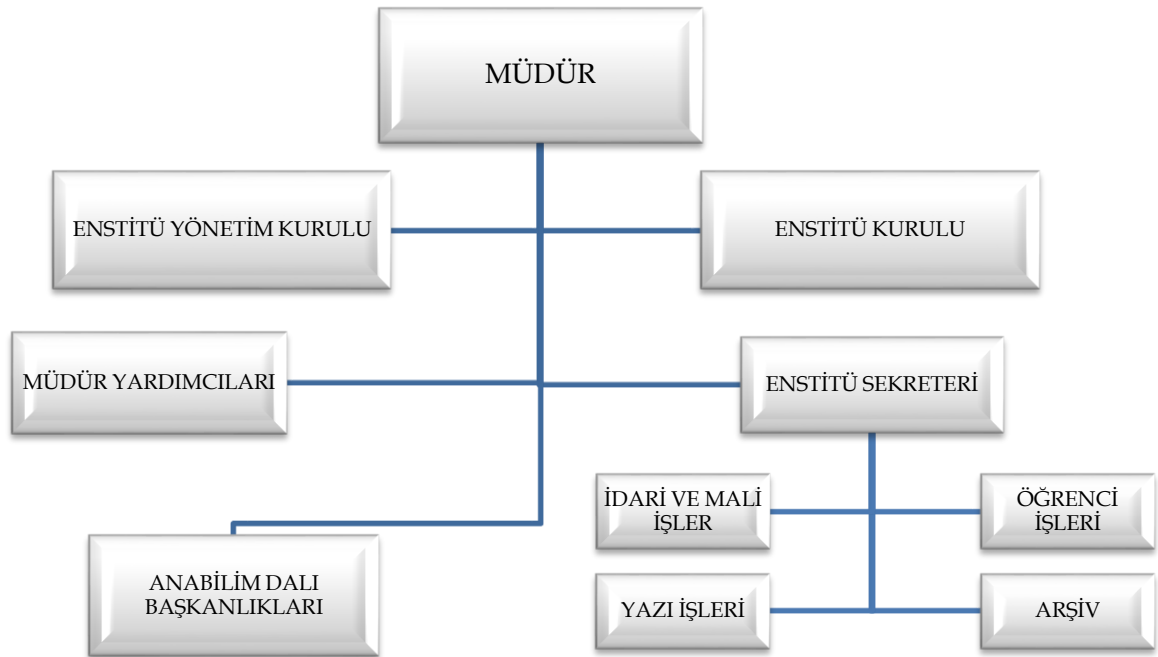 MÜDÜR
ENSTİTÜ YÖNETİM KURULU
ENSTİTÜ KURULU
MÜDÜR YARDIMCILARI
ENSTİTÜ SEKRETERİ
İDARİ VE MALİ
İŞLER
ÖĞRENCİ
İŞLERİ
ANABİLİM DALI
BAŞKANLIKLARI
YAZI İŞLERİ
ARŞİV